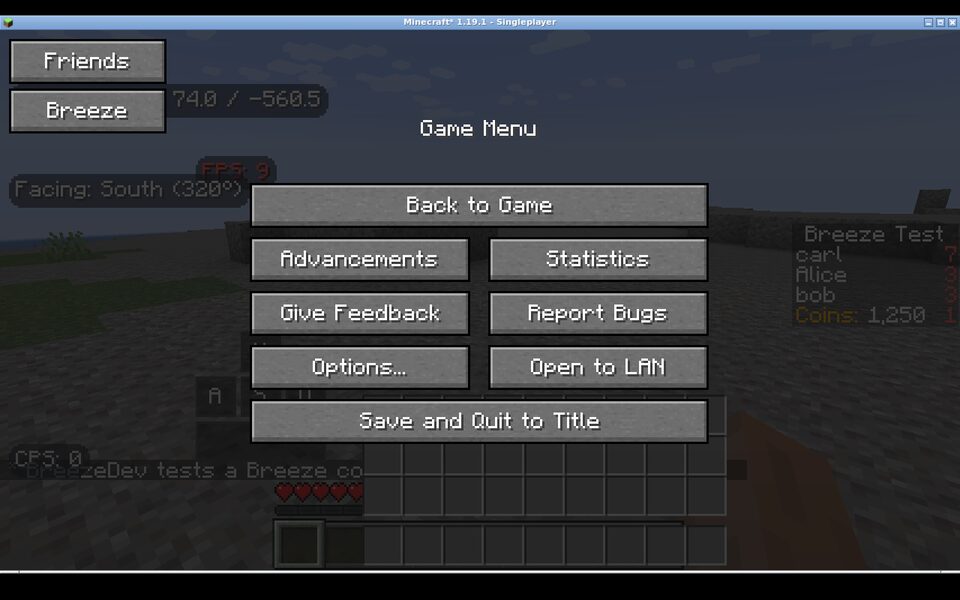 Minecraft* 1.19.1 - Singleplayer
Friends
Breeze
74.0 / -560.5
Game Menu
FPS: 9
Facing: South (320°)
Back to Game
Advancements
Statistics
Give Feedback
Report Bugs
Options...
Open to LAN
Save and Quit to Title
Breeze Test
carl 7
Alice 3
bob 3
Coins: 1,250 1
A
S
D
CPS: 0
BreezeDev tests a Breeze co